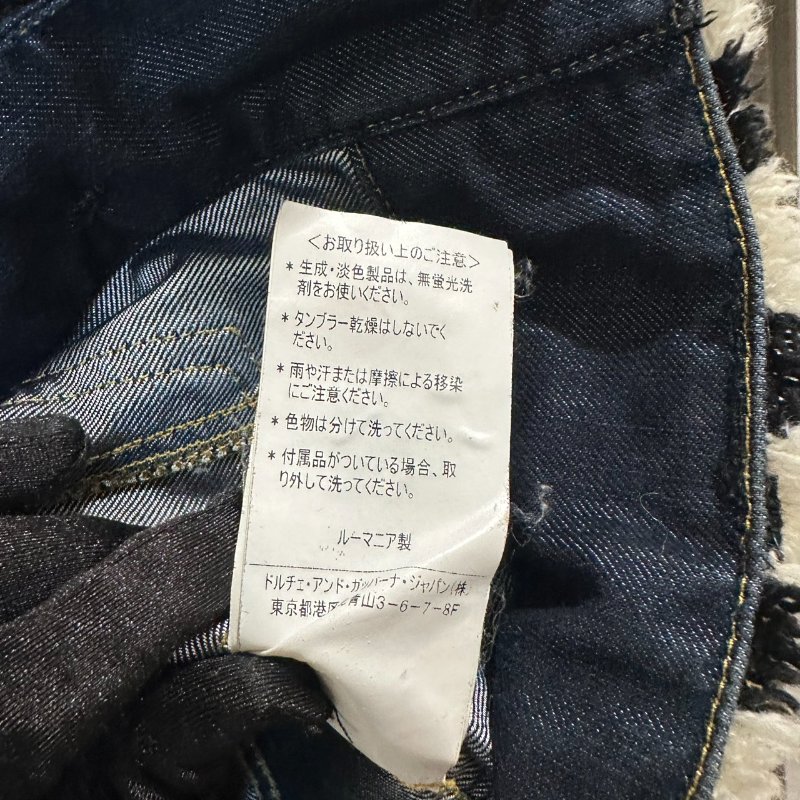 ＜お取り扱い上のご注意＞
* 生成・淡色製品は、無蛍光洗
剤をお使いください。
* タンブラー乾燥はしないでく
ださい。
* 雨や汗または摩擦による移染
にご注意ください。
* 色物は分けて洗ってください。
* 付属品がついている場合、取
り外して洗ってください。
ルーマニア製
ドルチェ・アンド・ガッバーナ・ジャパン(株)
東京都港区 青山3-6-7-8F